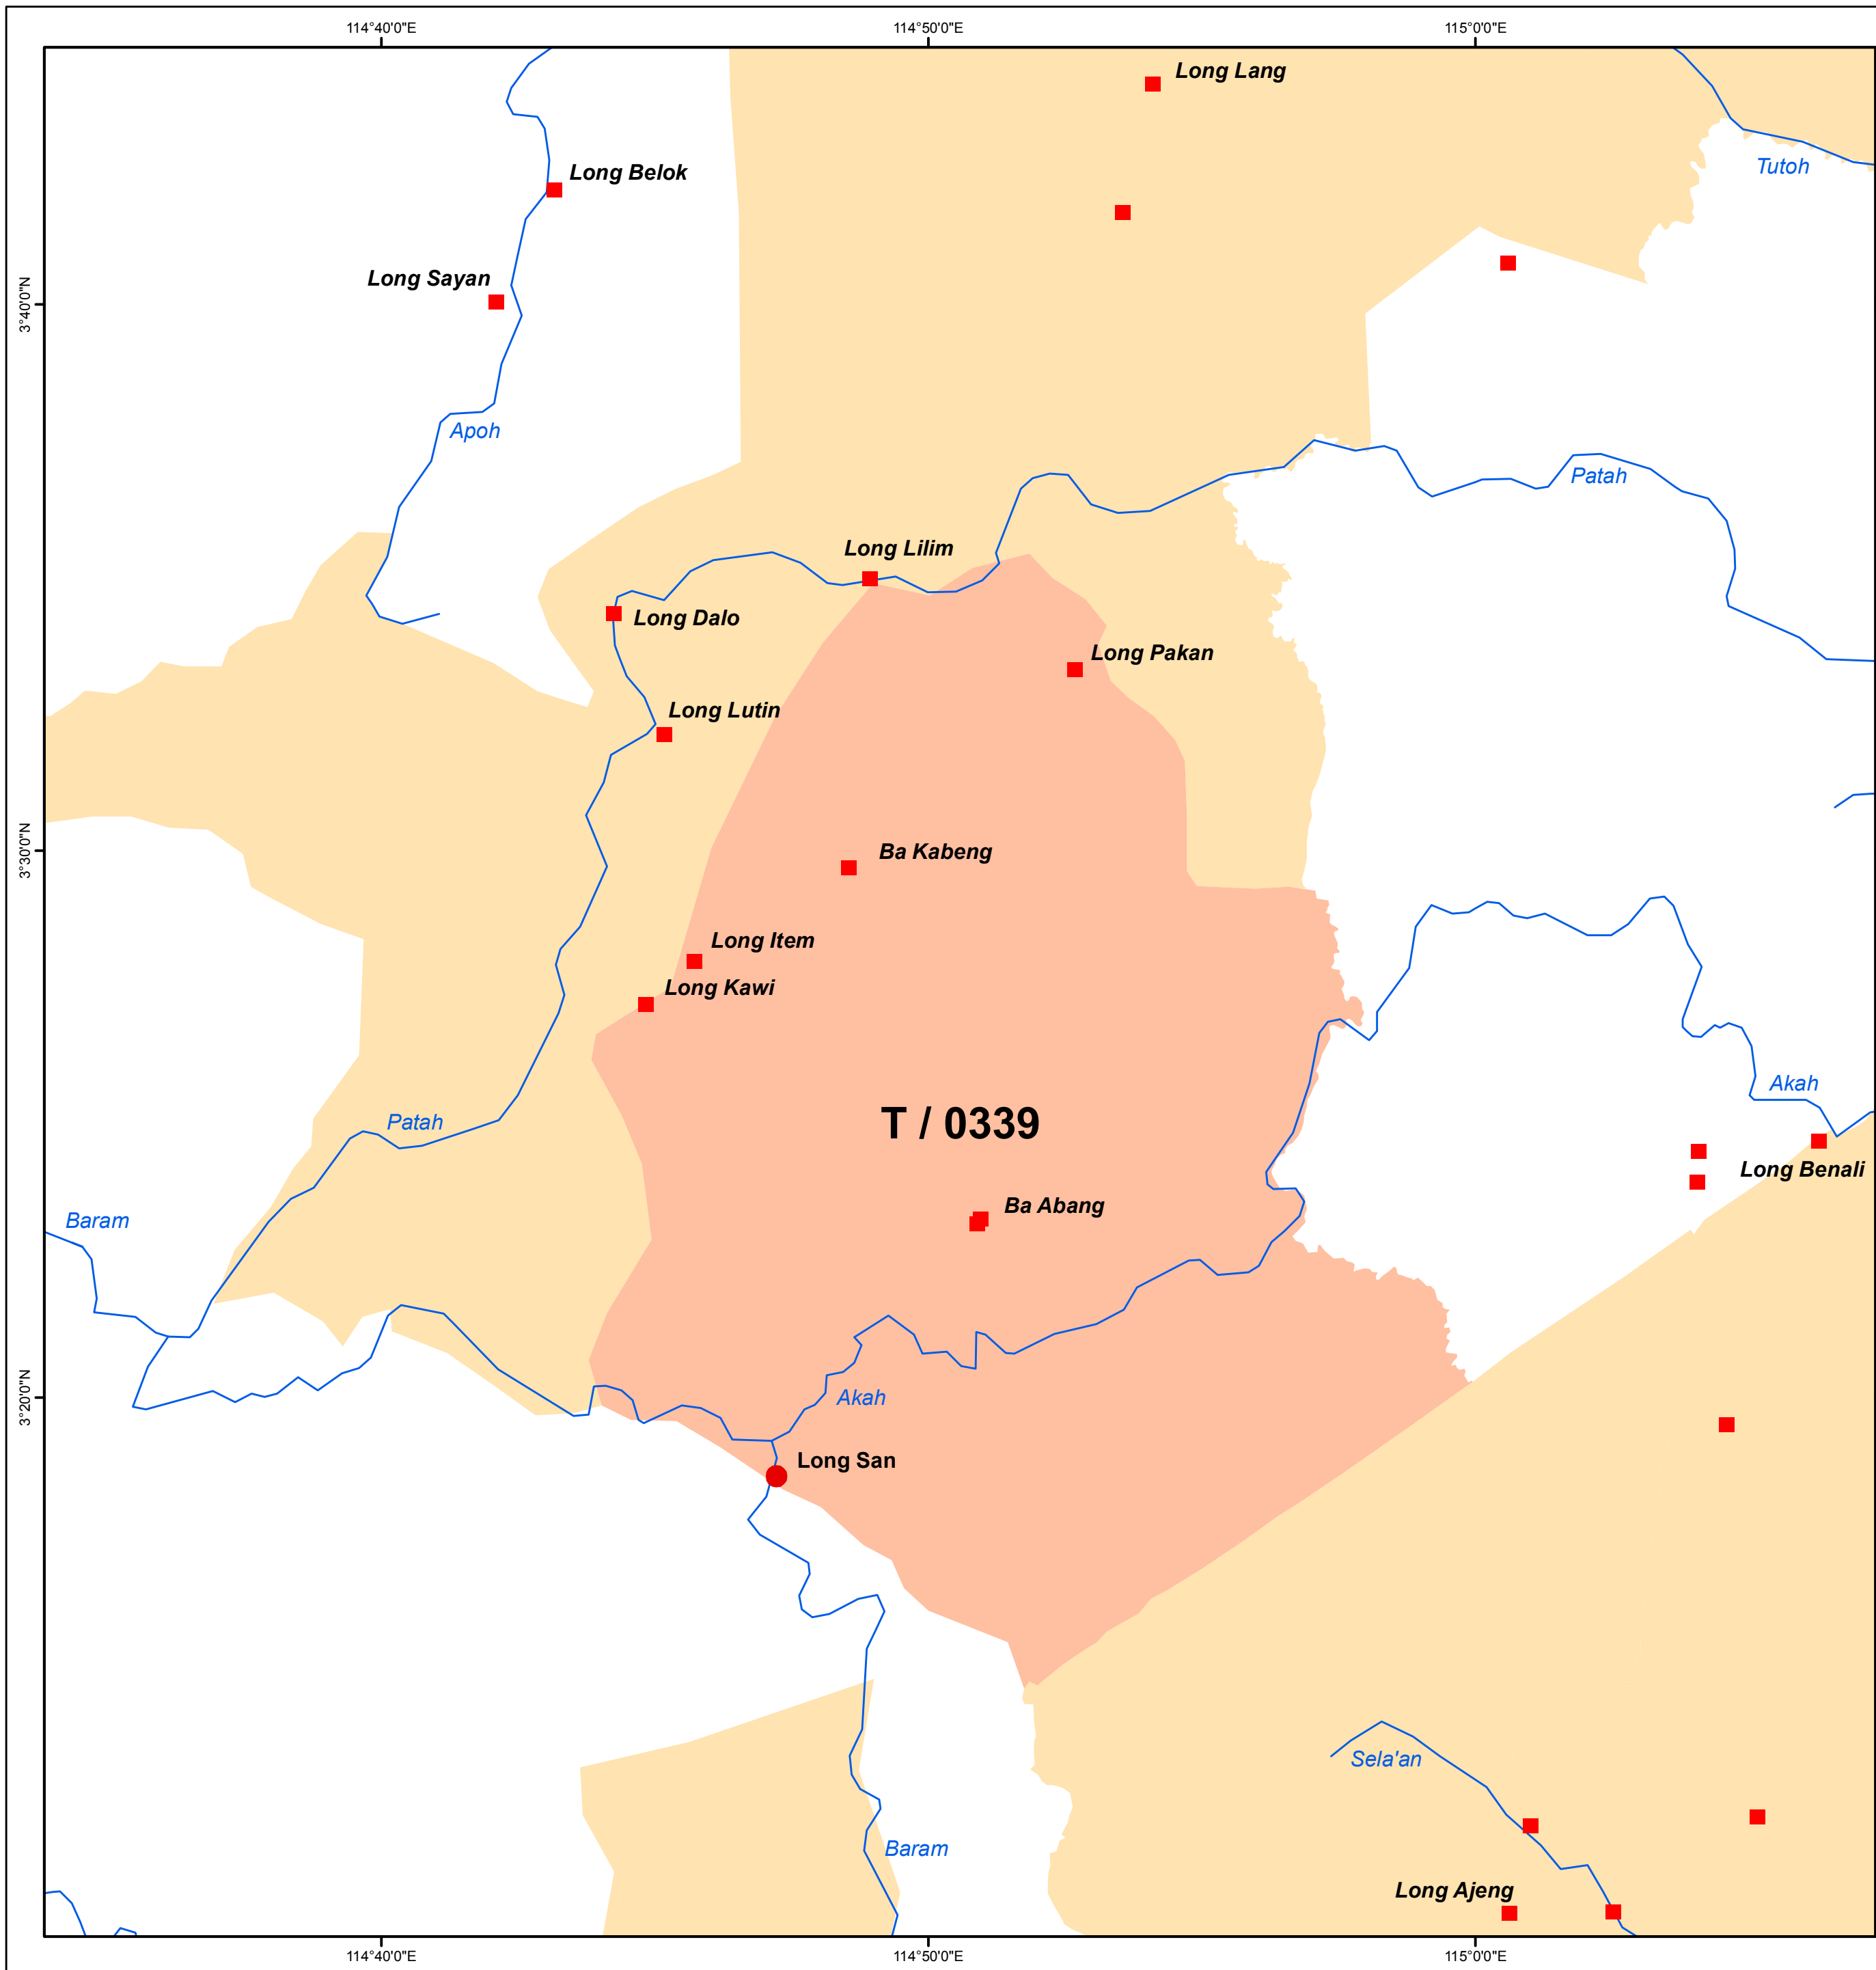 114°40'0"E
114°50'0"E
115°0'0"E
Long Lang
Tutoh
Long Belok
Long Sayan
3°40'0"N
Apoh
Patah
Long Lilim
Long Dalo
Long Pakan
Long Lutin
3°30'0"N
Ba Kabeng
Long Item
Long Kawi
Akah
T / 0339
Patah
Long Benali
Ba Abang
Baram
3°20'0"N
Akah
Long San
Sela'an
Baram
Long Ajeng
114°40'0"E
114°50'0"E
115°0'0"E